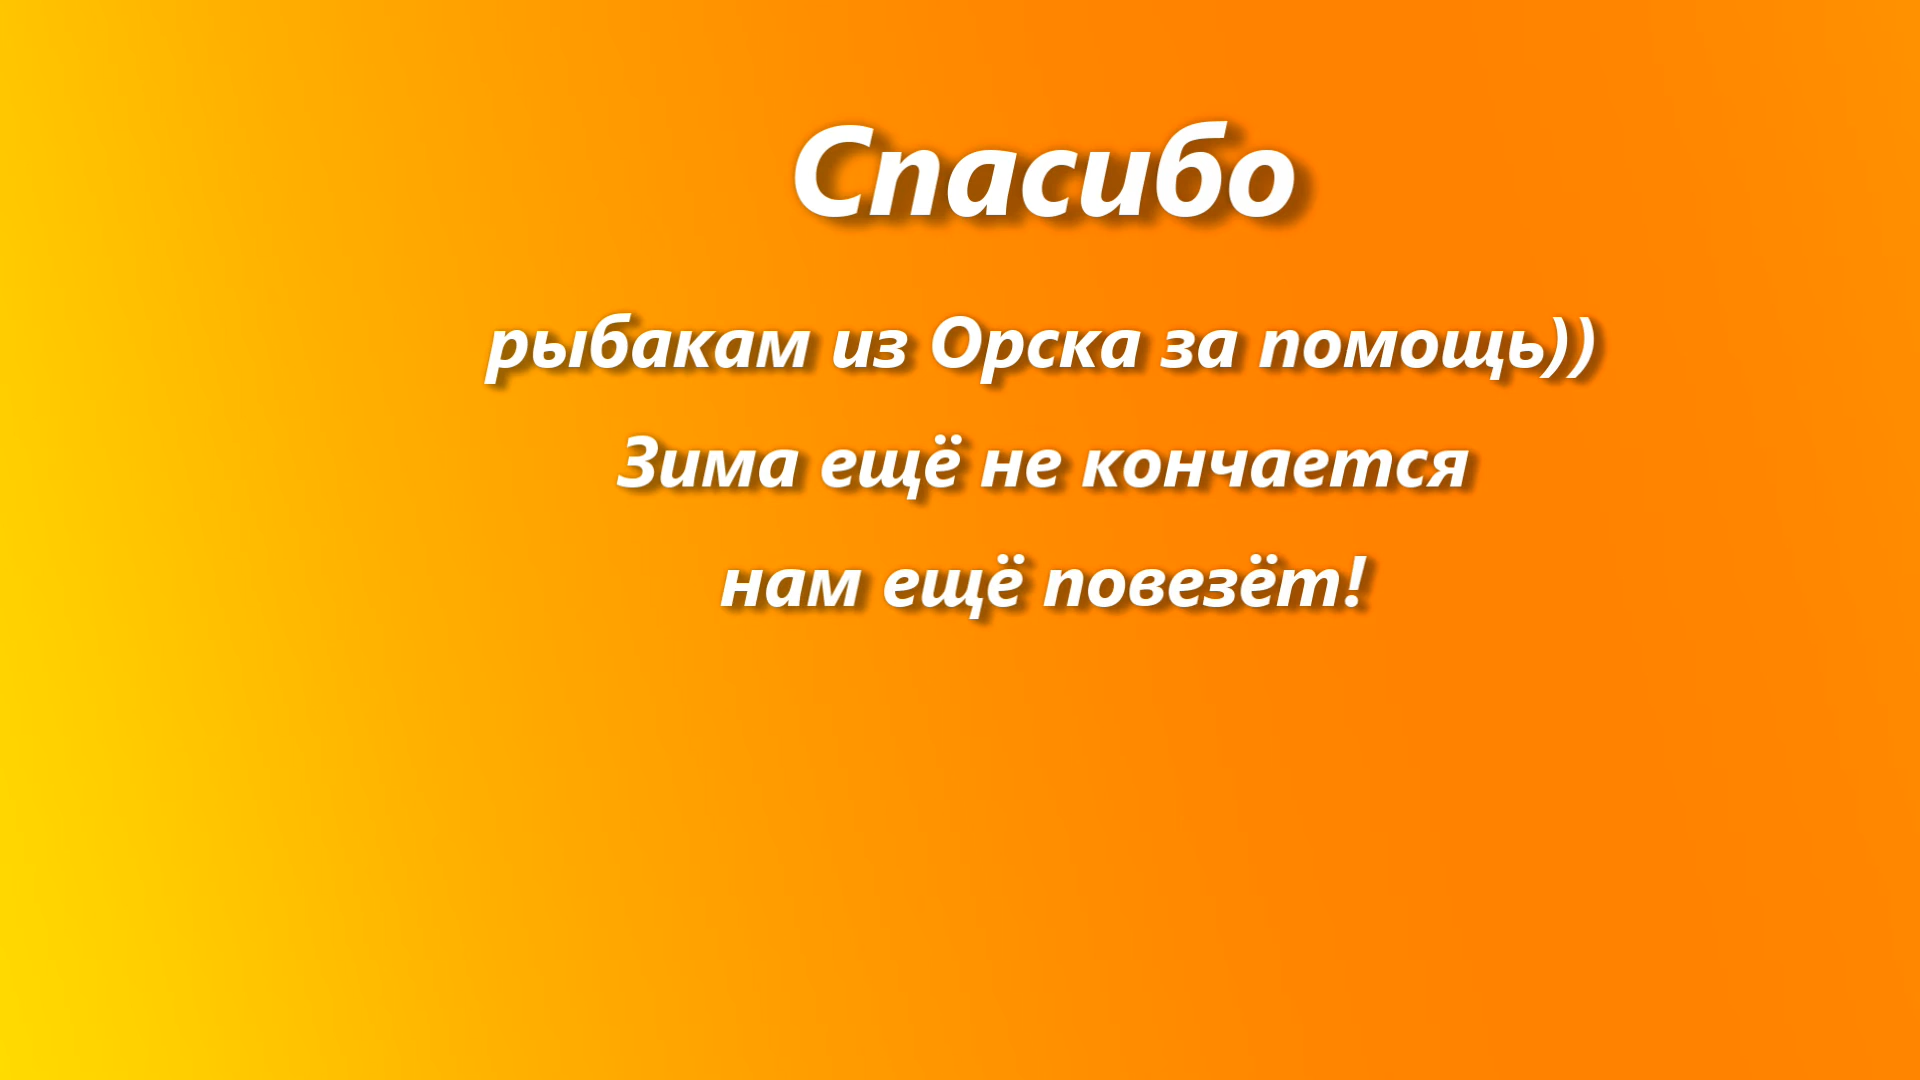 Спасибо
рыбакам из Орска за помощь))
Зима ещё не кончается
нам ещё повезёт!